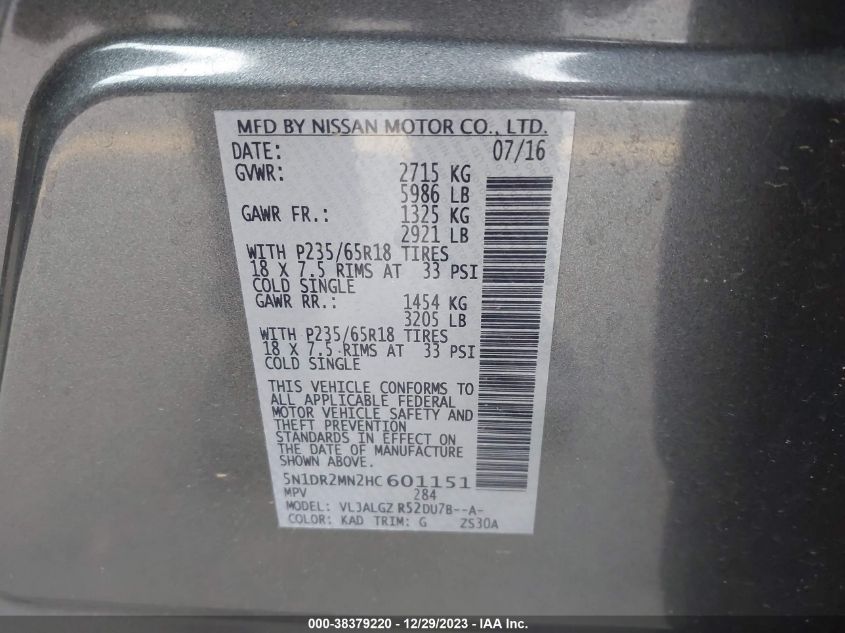 MFD BY NISSAN MOTOR CO., LTD.
DATE: 07/16
GVWR: 2715 KG
5986 LB
GAWR FR.: 1325 KG
2921 LB
WITH P235/65R18 TIRES
18 X 7.5 RIMS AT 33 PSI
COLD SINGLE
GAWR RR.: 1454 KG
3205 LB
WITH P235/65R18 TIRES
18 X 7.5 RIMS AT 33 PSI
COLD SINGLE
THIS VEHICLE CONFORMS TO
ALL APPLICABLE FEDERAL
MOTOR VEHICLE SAFETY AND
THEFT PREVENTION
STANDARDS IN EFFECT ON
THE DATE OF MANUFACTURE
SHOWN ABOVE.
5N1DR2MN2HC601151
MPV 284
MODEL: VLJALGZ R52DU7B--A-
COLOR: KAD TRIM: G ZS30A
000-38379220 - 12/29/2023 - IAA Inc.